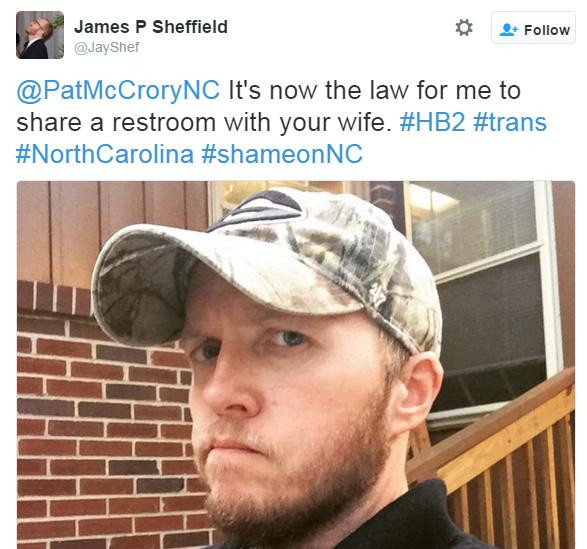 James P Sheffield
@JayShef
Follow
@PatMcCroryNC It's now the law for me to
share a restroom with your wife. #HB2 #trans
#NorthCarolina #shameonNC